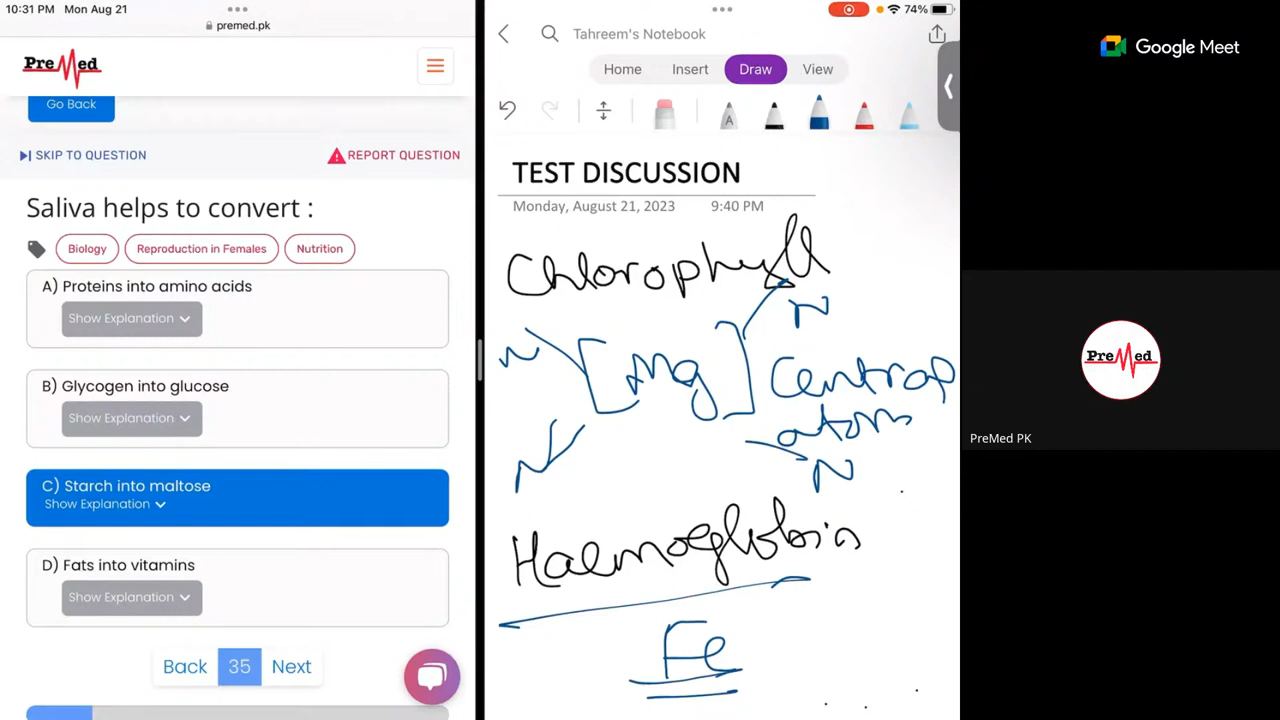 10:31 PM Mon Aug 21
premed.pk
PreMed
Go Back
SKIP TO QUESTION
REPORT QUESTION
Saliva helps to convert :
Biology
Reproduction in Females
Nutrition
A) Proteins into amino acids
Show Explanation
B) Glycogen into glucose
Show Explanation
C) Starch into maltose
Show Explanation
D) Fats into vitamins
Show Explanation
Back 35 Next
74%
Tahreem's Notebook
Home Insert Draw View
A
TEST DISCUSSION
Monday, August 21, 2023 9:40 PM
Chlorophyll
N
N [Mg] Central
atom
N N
Haemoglobin
Fe
Google Meet
PreMed
PreMed PK